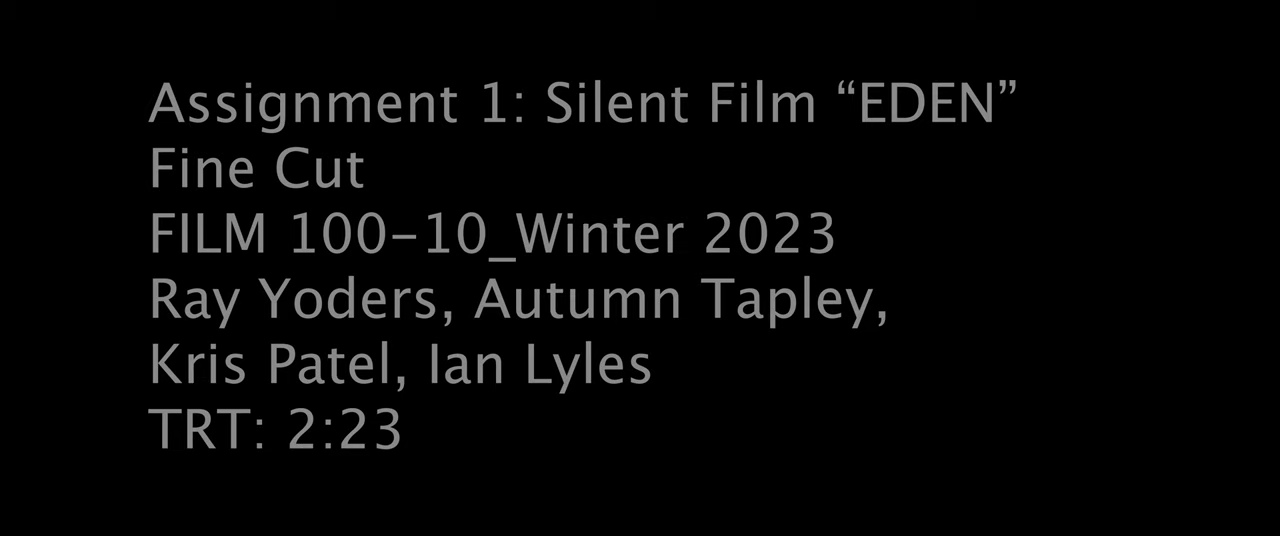 Assignment 1: Silent Film “EDEN”
Fine Cut
FILM 100-10_Winter 2023
Ray Yoders, Autumn Tapley,
Kris Patel, Ian Lyles
TRT: 2:23